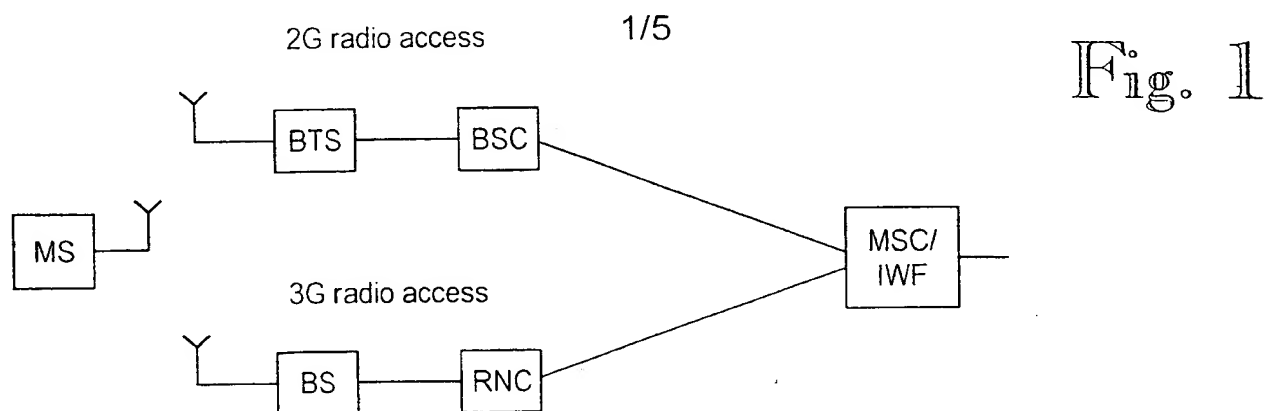 1/5
Fig. 1
2G radio access
BTS
BSC
MS
MSC/
IWF
3G radio access
BS
RNC